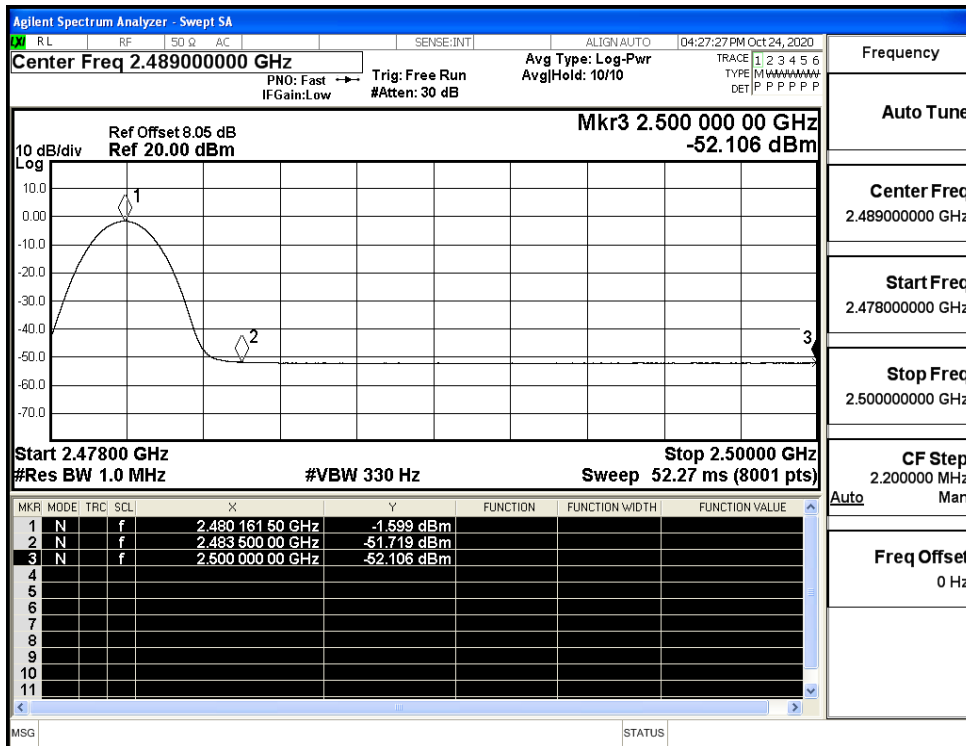 Agilent Spectrum Analyzer - Swept SA
LXI RL RF 50 Ω AC SENSE:INT ALIGN AUTO 04:27:27 PM Oct 24, 2020
Center Freq 2.489000000 GHz
PNO: Fast
IFGain:Low
Trig: Free Run
#Atten: 30 dB
Avg Type: Log-Pwr
Avg|Hold: 10/10
TRACE 1 2 3 4 5 6
TYPE M W W W W W
DET P P P P P P
Mkr3 2.500 000 00 GHz
-52.106 dBm
Ref Offset 8.05 dB
10 dB/div Ref 20.00 dBm
Log
10.0
0.00
-10.0
-20.0
-30.0
-40.0
-50.0
-60.0
-70.0
1
2
3
Start 2.47800 GHz Stop 2.50000 GHz
#Res BW 1.0 MHz #VBW 330 Hz Sweep 52.27 ms (8001 pts)
MKR MODE TRC SCL X Y FUNCTION FUNCTION WIDTH FUNCTION VALUE
1 N f 2.480 161 50 GHz -1.599 dBm
2 N f 2.483 500 00 GHz -51.719 dBm
3 N f 2.500 000 00 GHz -52.106 dBm
4
5
6
7
8
9
10
11
MSG STATUS
Frequency
Auto Tune
Center Freq
2.489000000 GHz
Start Freq
2.478000000 GHz
Stop Freq
2.500000000 GHz
CF Step
2.200000 MHz
Auto Man
Freq Offset
0 Hz